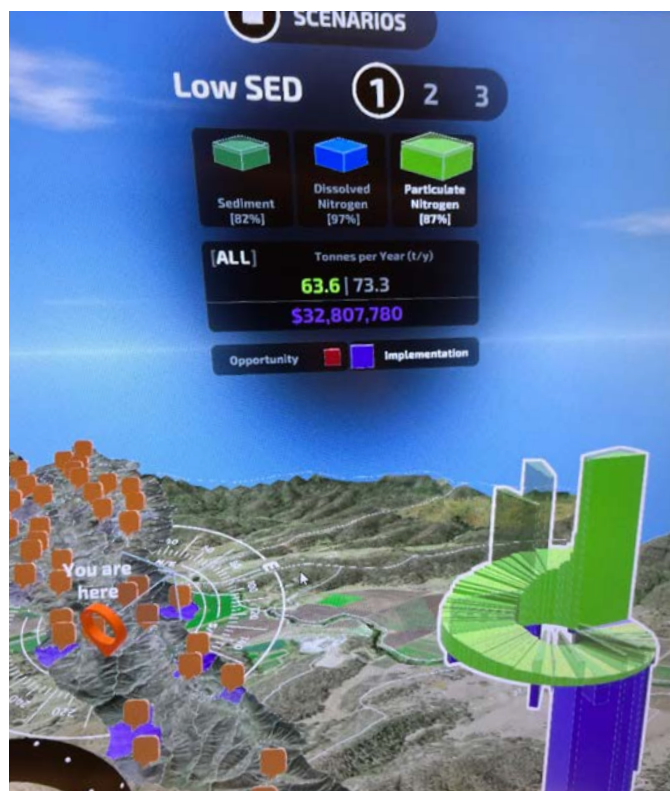 SCENARIOS
Low SED 1 2 3
Sediment
[82%]
Dissolved
Nitrogen
[97%]
Particulate
Nitrogen
[87%]
[ALL] Tonnes per Year (t/y)
63.6 | 73.3
$32,807,780
Opportunity Implementation
You are
here
E